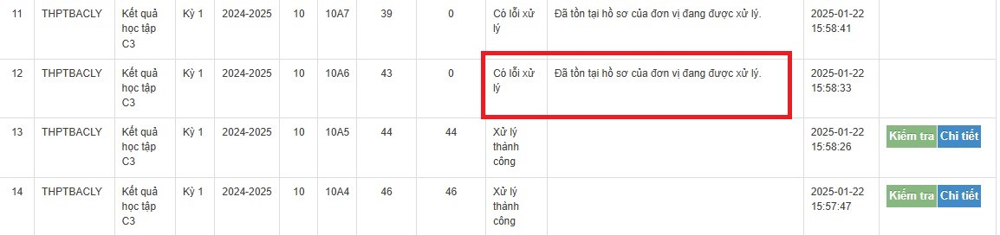 11 THPTBACLY Kết quả Kỳ 1 2024-2025 10 10A7 39 0 Có lỗi xử Đã tồn tại hồ sơ của đơn vị đang được xử lý. 2025-01-22
học tập lý 15:58:41
C3
12 THPTBACLY Kết quả Kỳ 1 2024-2025 10 10A6 43 0 Có lỗi xử Đã tồn tại hồ sơ của đơn vị đang được xử lý. 2025-01-22
học tập lý 15:58:33
C3
13 THPTBACLY Kết quả Kỳ 1 2024-2025 10 10A5 44 44 Xử lý 2025-01-22 Kiểm tra Chi tiết
học tập thành 15:58:26
C3 công
14 THPTBACLY Kết quả Kỳ 1 2024-2025 10 10A4 46 46 Xử lý 2025-01-22 Kiểm tra Chi tiết
học tập thành 15:57:47
C3 công